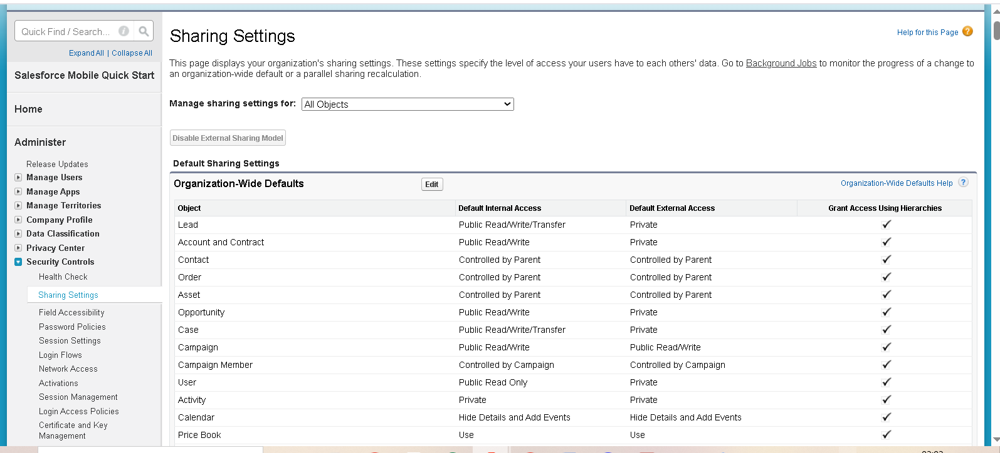 Quick Find / Search...
Expand All | Collapse All
Salesforce Mobile Quick Start
Home
Administer
Release Updates
Manage Users
Manage Apps
Manage Territories
Company Profile
Data Classification
Privacy Center
Security Controls
Health Check
Sharing Settings
Field Accessibility
Password Policies
Session Settings
Login Flows
Network Access
Activations
Session Management
Login Access Policies
Certificate and Key
Management
Sharing Settings
Help for this Page
This page displays your organization's sharing settings. These settings specify the level of access your users have to each others' data. Go to Background Jobs to monitor the progress of a change to
an organization-wide default or a parallel sharing recalculation.
Manage sharing settings for: All Objects
Disable External Sharing Model
Default Sharing Settings
Organization-Wide Defaults Edit Organization-Wide Defaults Help ?
Object Default Internal Access Default External Access Grant Access Using Hierarchies
Lead Public Read/Write/Transfer Private ✓
Account and Contract Public Read/Write Private ✓
Contact Controlled by Parent Controlled by Parent ✓
Order Controlled by Parent Controlled by Parent ✓
Asset Controlled by Parent Controlled by Parent ✓
Opportunity Public Read/Write Private ✓
Case Public Read/Write/Transfer Private ✓
Campaign Public Read/Write Public Read/Write ✓
Campaign Member Controlled by Campaign Controlled by Campaign ✓
User Public Read Only Private ✓
Activity Private Private ✓
Calendar Hide Details and Add Events Hide Details and Add Events ✓
Price Book Use Use ✓